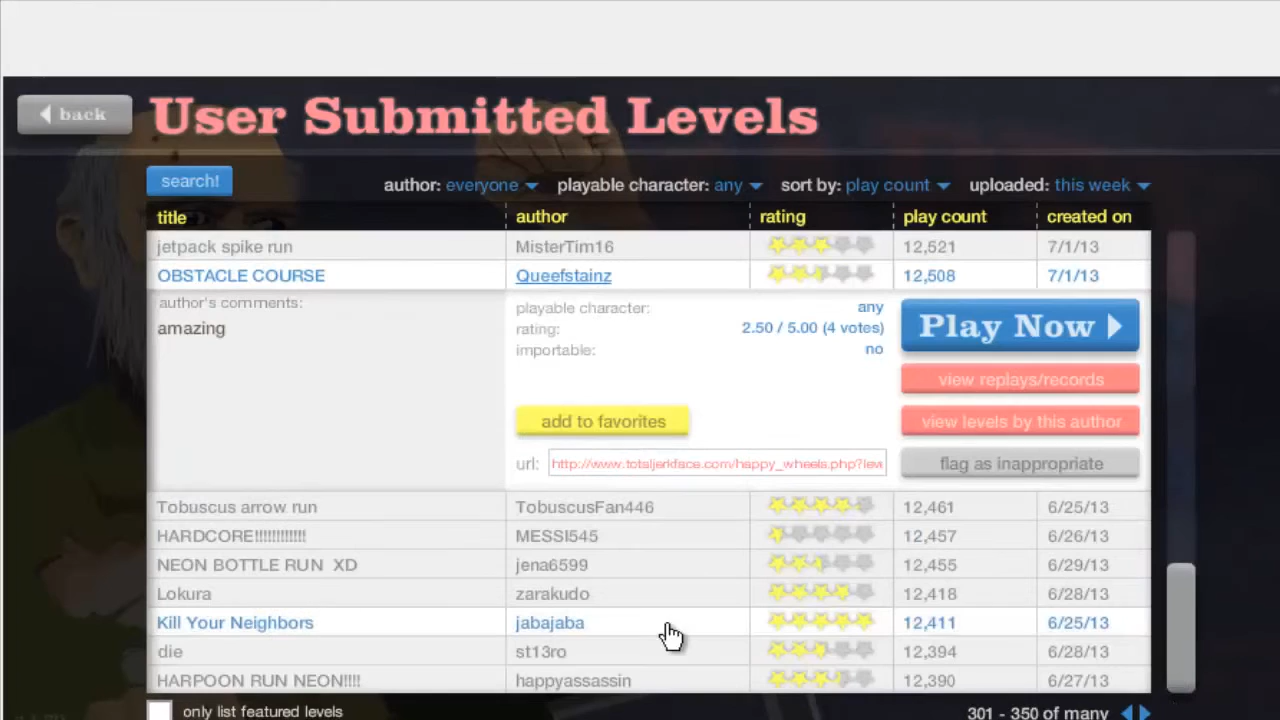 back
User Submitted Levels
search!
author: everyone playable character: any sort by: play count uploaded: this week
title author rating play count created on
jetpack spike run MisterTim16 12,521 7/1/13
OBSTACLE COURSE Queefstainz 12,508 7/1/13
author's comments:
amazing
playable character: any
rating: 2.50 / 5.00 (4 votes)
importable: no
add to favorites
url: http://www.totaljerkface.com/happy_wheels.php?lev
Play Now
view replays/records
view levels by this author
flag as inappropriate
Tobuscus arrow run TobuscusFan446 12,461 6/25/13
HARDCORE!!!!!!!!!!!! MESSI545 12,457 6/26/13
NEON BOTTLE RUN XD jena6599 12,455 6/29/13
Lokura zarakudo 12,418 6/28/13
Kill Your Neighbors jabajaba 12,411 6/25/13
die st13ro 12,394 6/28/13
HARPOON RUN NEON!!!! happyassassin 12,390 6/27/13
only list featured levels 301 - 350 of many